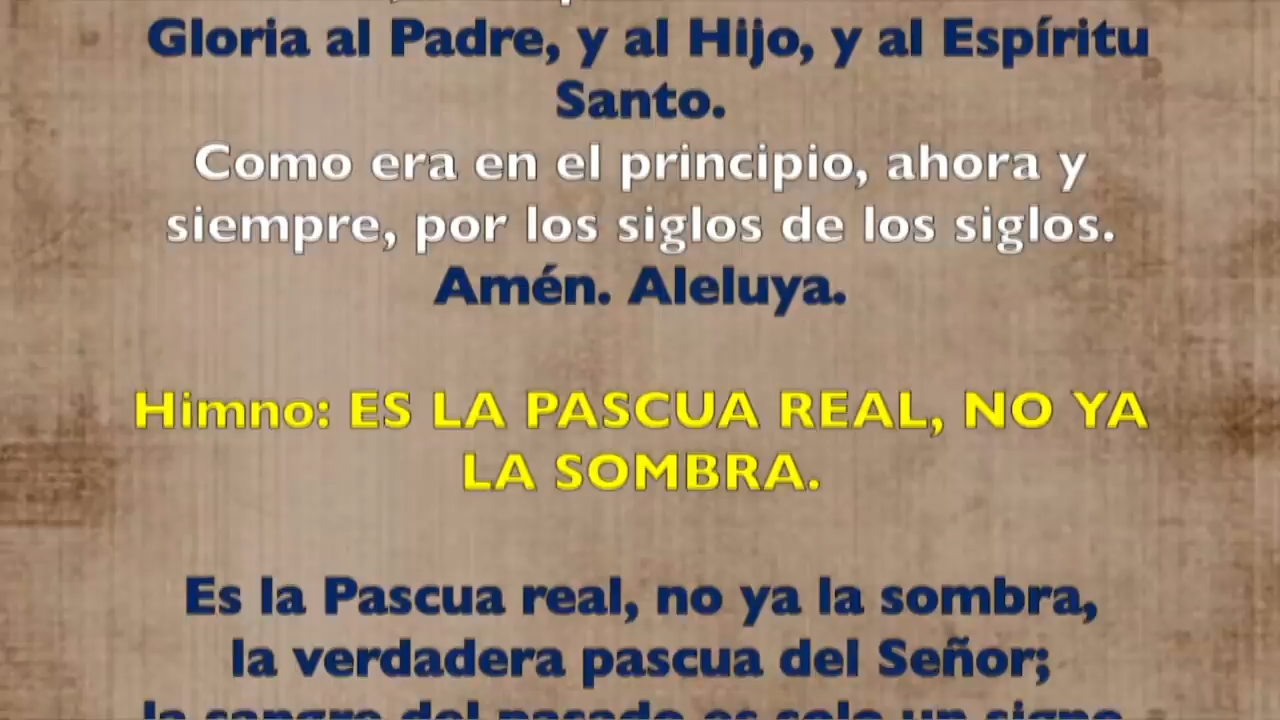 Gloria al Padre, y al Hijo, y al Espíritu
Santo.
Como era en el principio, ahora y
siempre, por los siglos de los siglos.
Amén. Aleluya.
Himno: ES LA PASCUA REAL, NO YA
LA SOMBRA.
Es la Pascua real, no ya la sombra,
la verdadera pascua del Señor;
la sangre del pasado es solo un signo